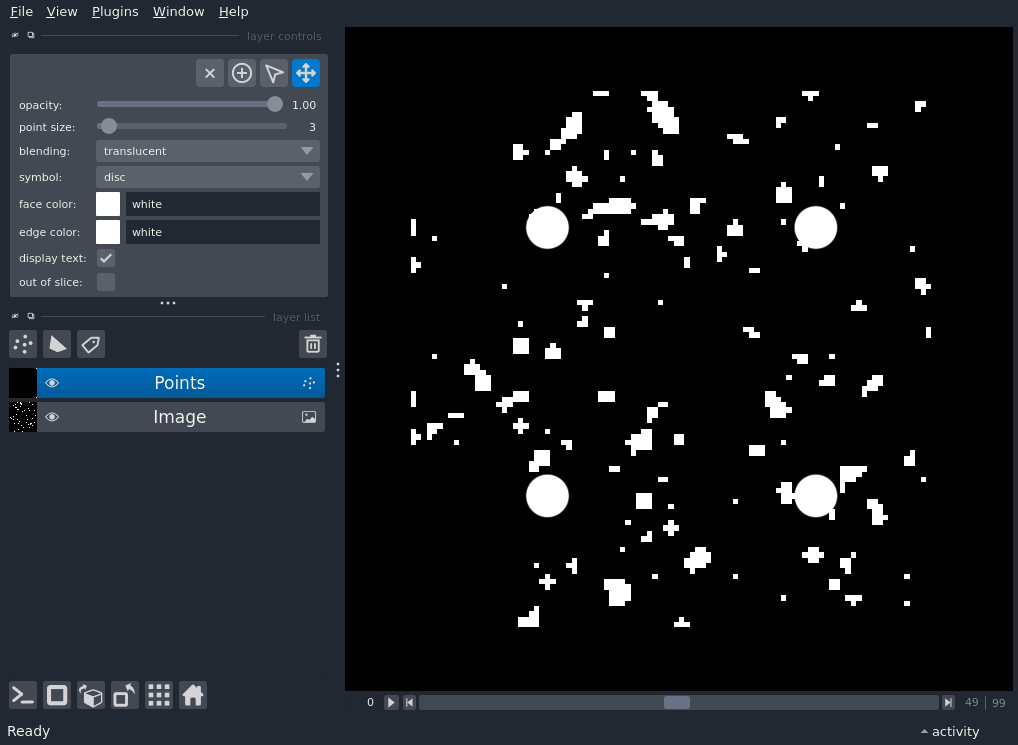 File View Plugins Window Help
layer controls
opacity: 1.00
point size: 3
blending: translucent
symbol: disc
face color: white
edge color: white
display text:
out of slice:
layer list
Points
Image
0 49 | 99
Ready activity